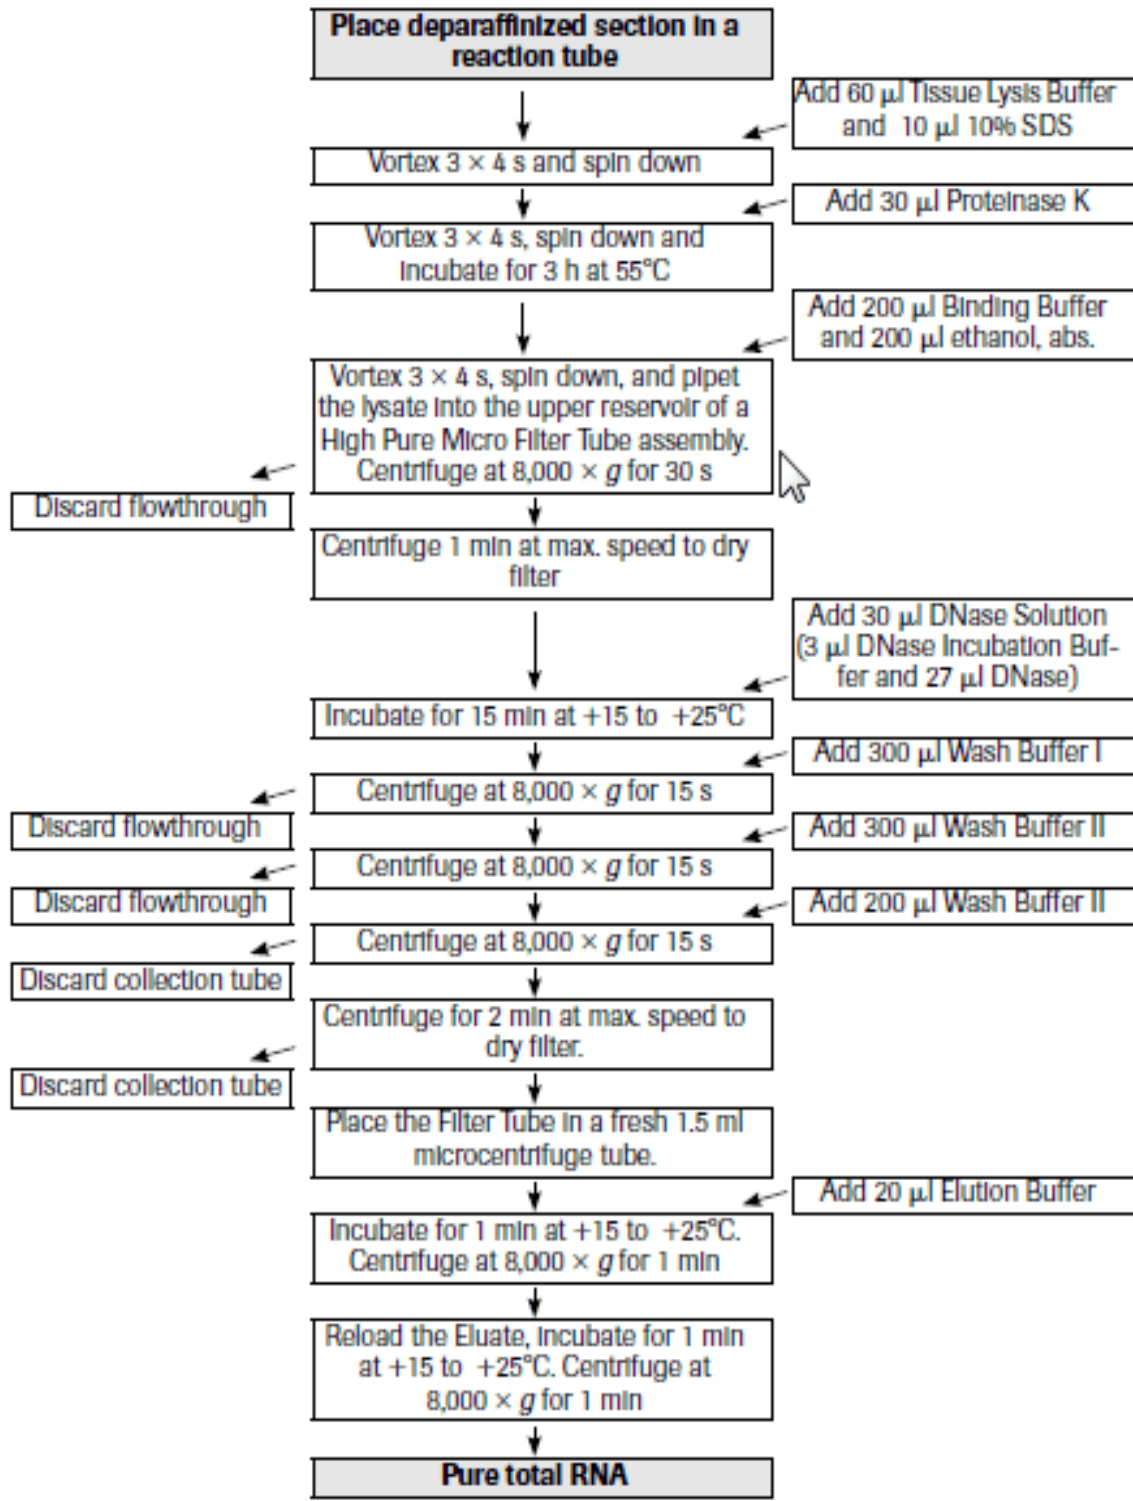 Place deparaffinized section in a
reaction tube
Add 60 µl Tissue Lysis Buffer
and 10 µl 10% SDS
Vortex 3 × 4 s and spin down
Add 30 µl Proteinase K
Vortex 3 × 4 s, spin down and
incubate for 3 h at 55°C
Add 200 µl Binding Buffer
and 200 µl ethanol, abs.
Vortex 3 × 4 s, spin down, and pipet
the lysate into the upper reservoir of a
High Pure Micro Filter Tube assembly.
Centrifuge at 8,000 × g for 30 s
Discard flowthrough
Centrifuge 1 min at max. speed to dry
filter
Add 30 µl DNase Solution
(3 µl DNase Incubation Buf-
fer and 27 µl DNase)
Incubate for 15 min at +15 to +25°C
Add 300 µl Wash Buffer I
Centrifuge at 8,000 × g for 15 s
Discard flowthrough
Add 300 µl Wash Buffer II
Centrifuge at 8,000 × g for 15 s
Discard flowthrough
Add 200 µl Wash Buffer II
Centrifuge at 8,000 × g for 15 s
Discard collection tube
Centrifuge for 2 min at max. speed to
dry filter.
Discard collection tube
Place the Filter Tube in a fresh 1.5 ml
microcentrifuge tube.
Add 20 µl Elution Buffer
Incubate for 1 min at +15 to +25°C.
Centrifuge at 8,000 × g for 1 min
Reload the Eluate, incubate for 1 min
at +15 to +25°C. Centrifuge at
8,000 × g for 1 min
Pure total RNA